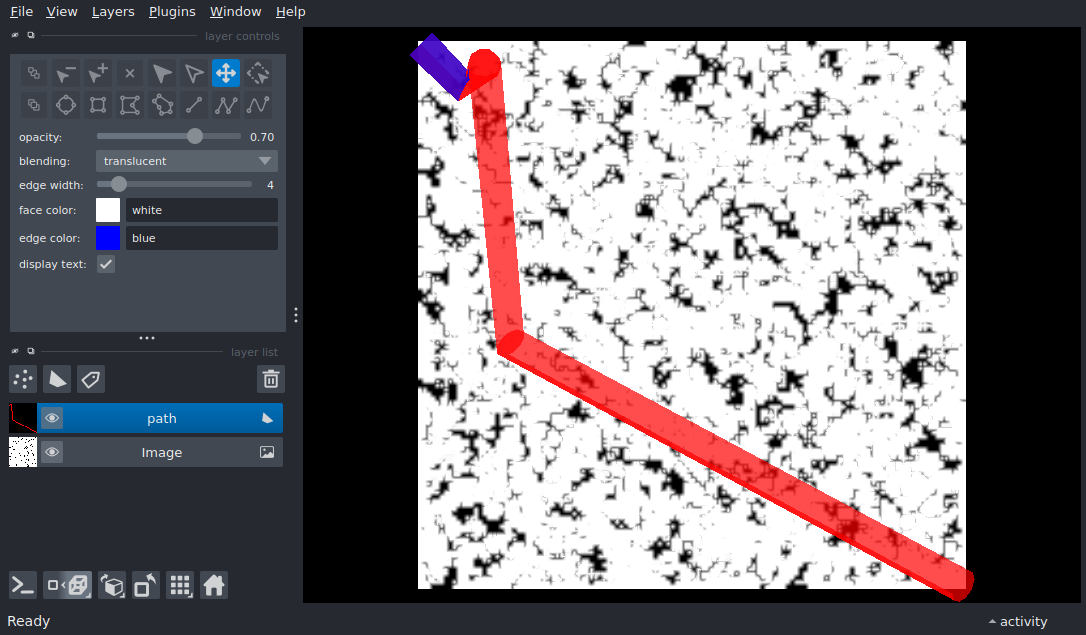 File View Layers Plugins Window Help
layer controls
opacity: 0.70
blending: translucent
edge width: 4
face color: white
edge color: blue
display text:
layer list
path
Image
Ready activity